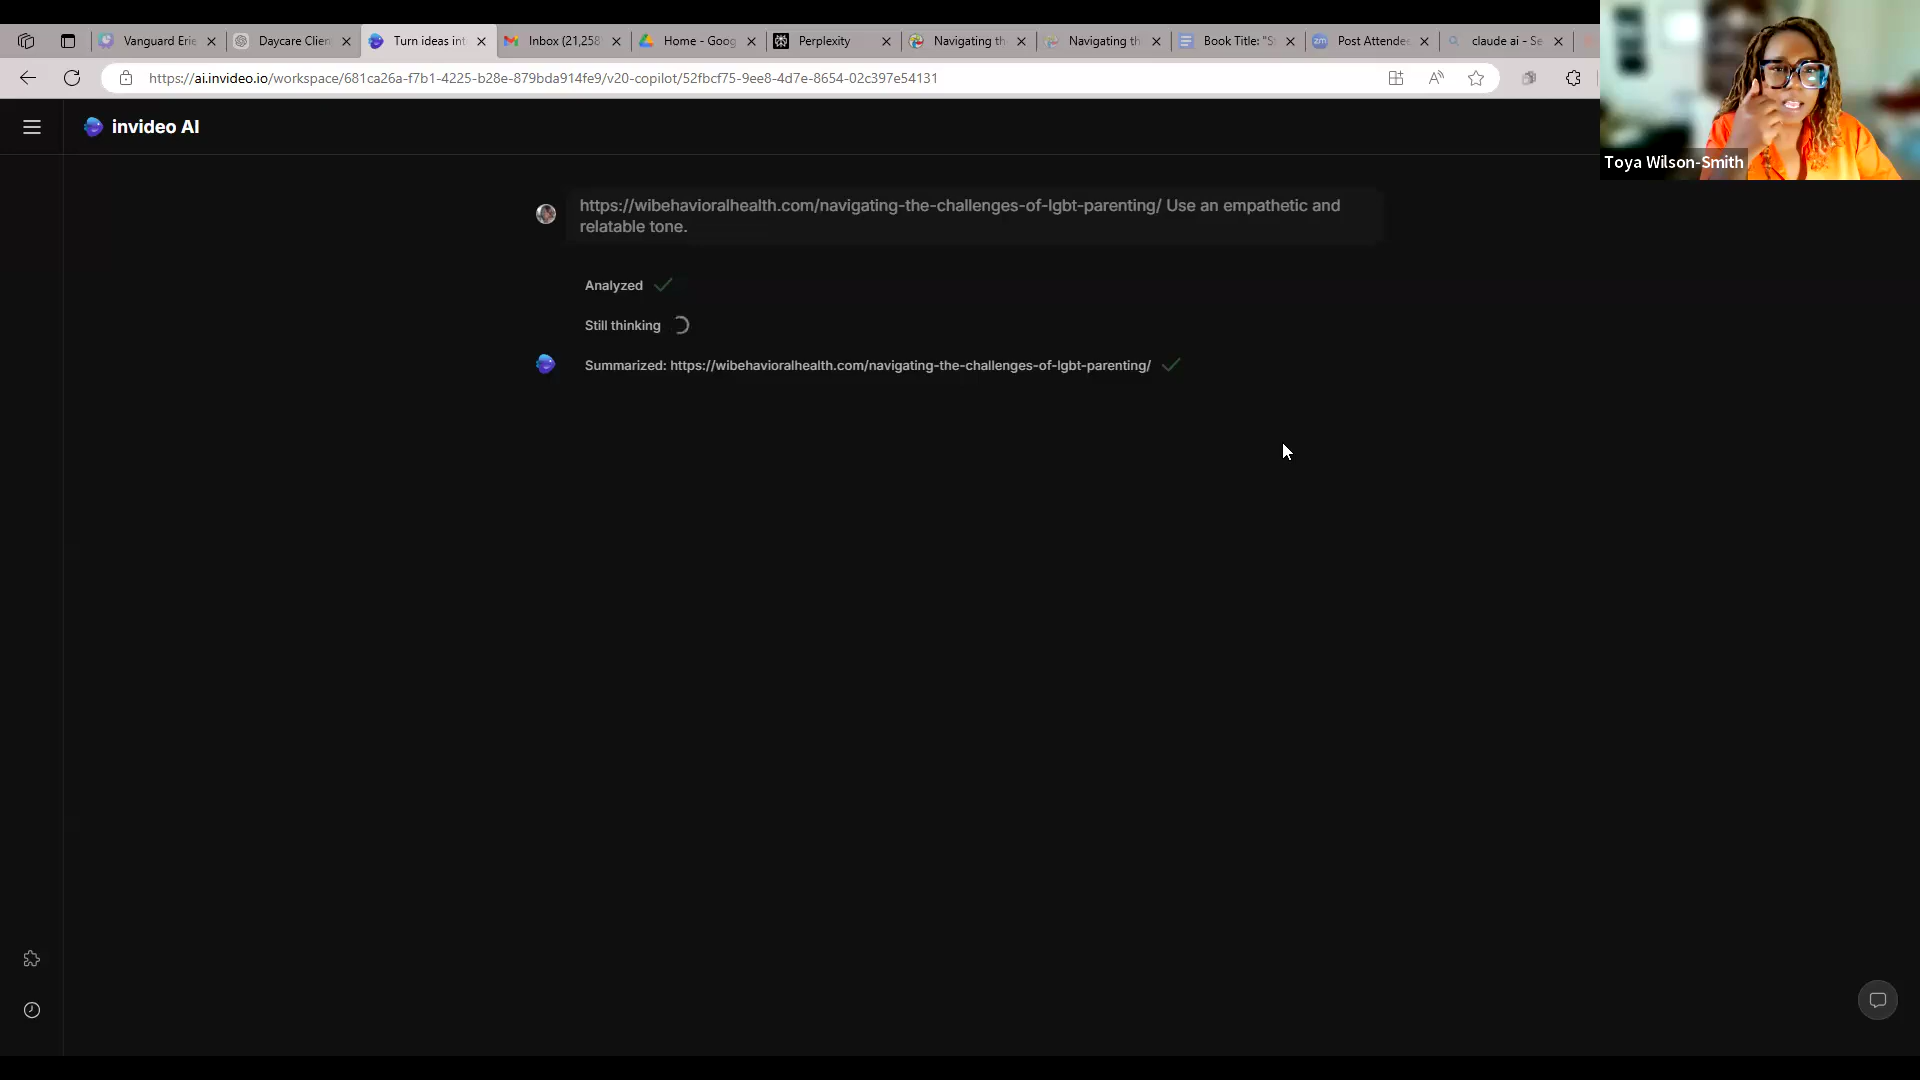 Vanguard Erie
Daycare Clien
Turn ideas int
Inbox (21,258
Home - Goog
Perplexity
Navigating th
Navigating th
Book Title: "S
Post Attendee
claude ai - Se
https://ai.invideo.io/workspace/681ca26a-f7b1-4225-b28e-879bda914fe9/v20-copilot/52fbcf75-9ee8-4d7e-8654-02c397e54131
invideo AI
Toya Wilson-Smith
https://wibehavioralhealth.com/navigating-the-challenges-of-lgbt-parenting/ Use an empathetic and
relatable tone.
Analyzed
Still thinking
Summarized: https://wibehavioralhealth.com/navigating-the-challenges-of-lgbt-parenting/